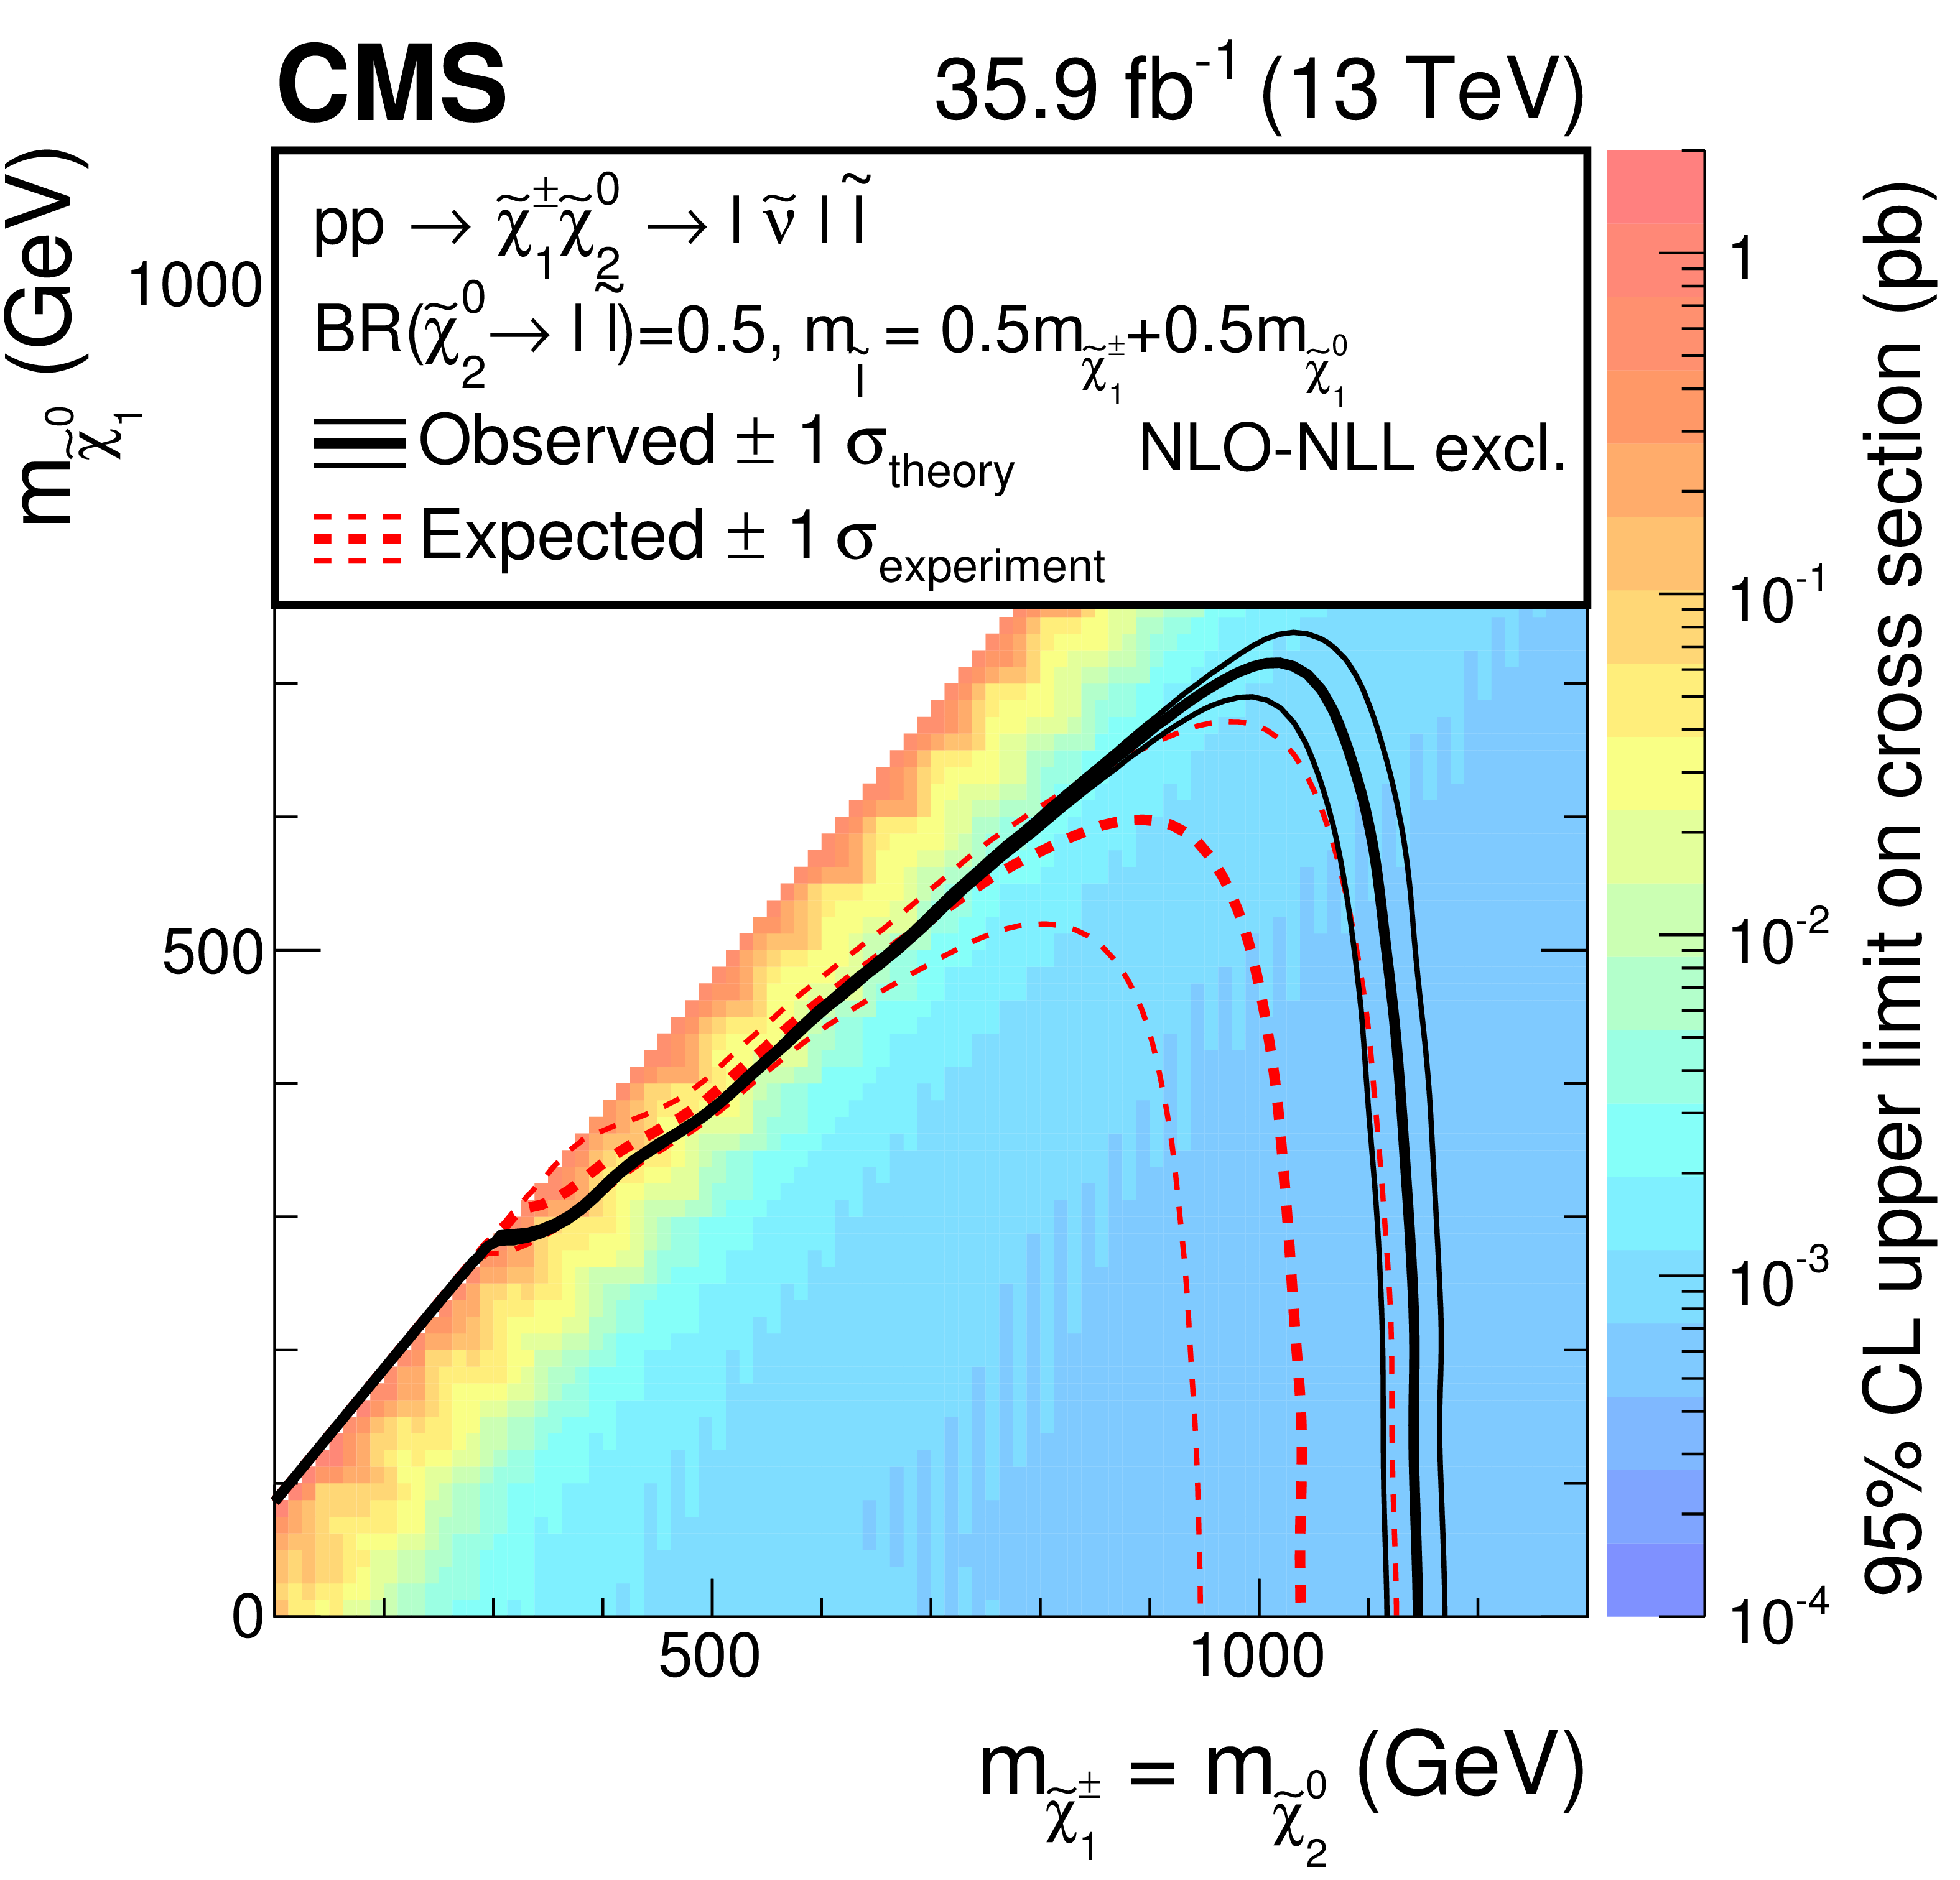 CMS 35.9 fb⁻¹ (13 TeV)
pp → χ̃₁^± χ̃₂⁰ → l ν̃ l l̃
BR(χ̃₂⁰ → l l̃)=0.5, m_l̃ = 0.5m_χ̃₁^± +0.5m_χ̃₁⁰
Observed ± 1 σ_theory NLO-NLL excl.
Expected ± 1 σ_experiment
m_χ̃₁⁰ (GeV)
1000
500
0
500 1000
m_χ̃₁^± = m_χ̃₂⁰ (GeV)
1
10⁻¹
10⁻²
10⁻³
10⁻⁴
95% CL upper limit on cross section (pb)